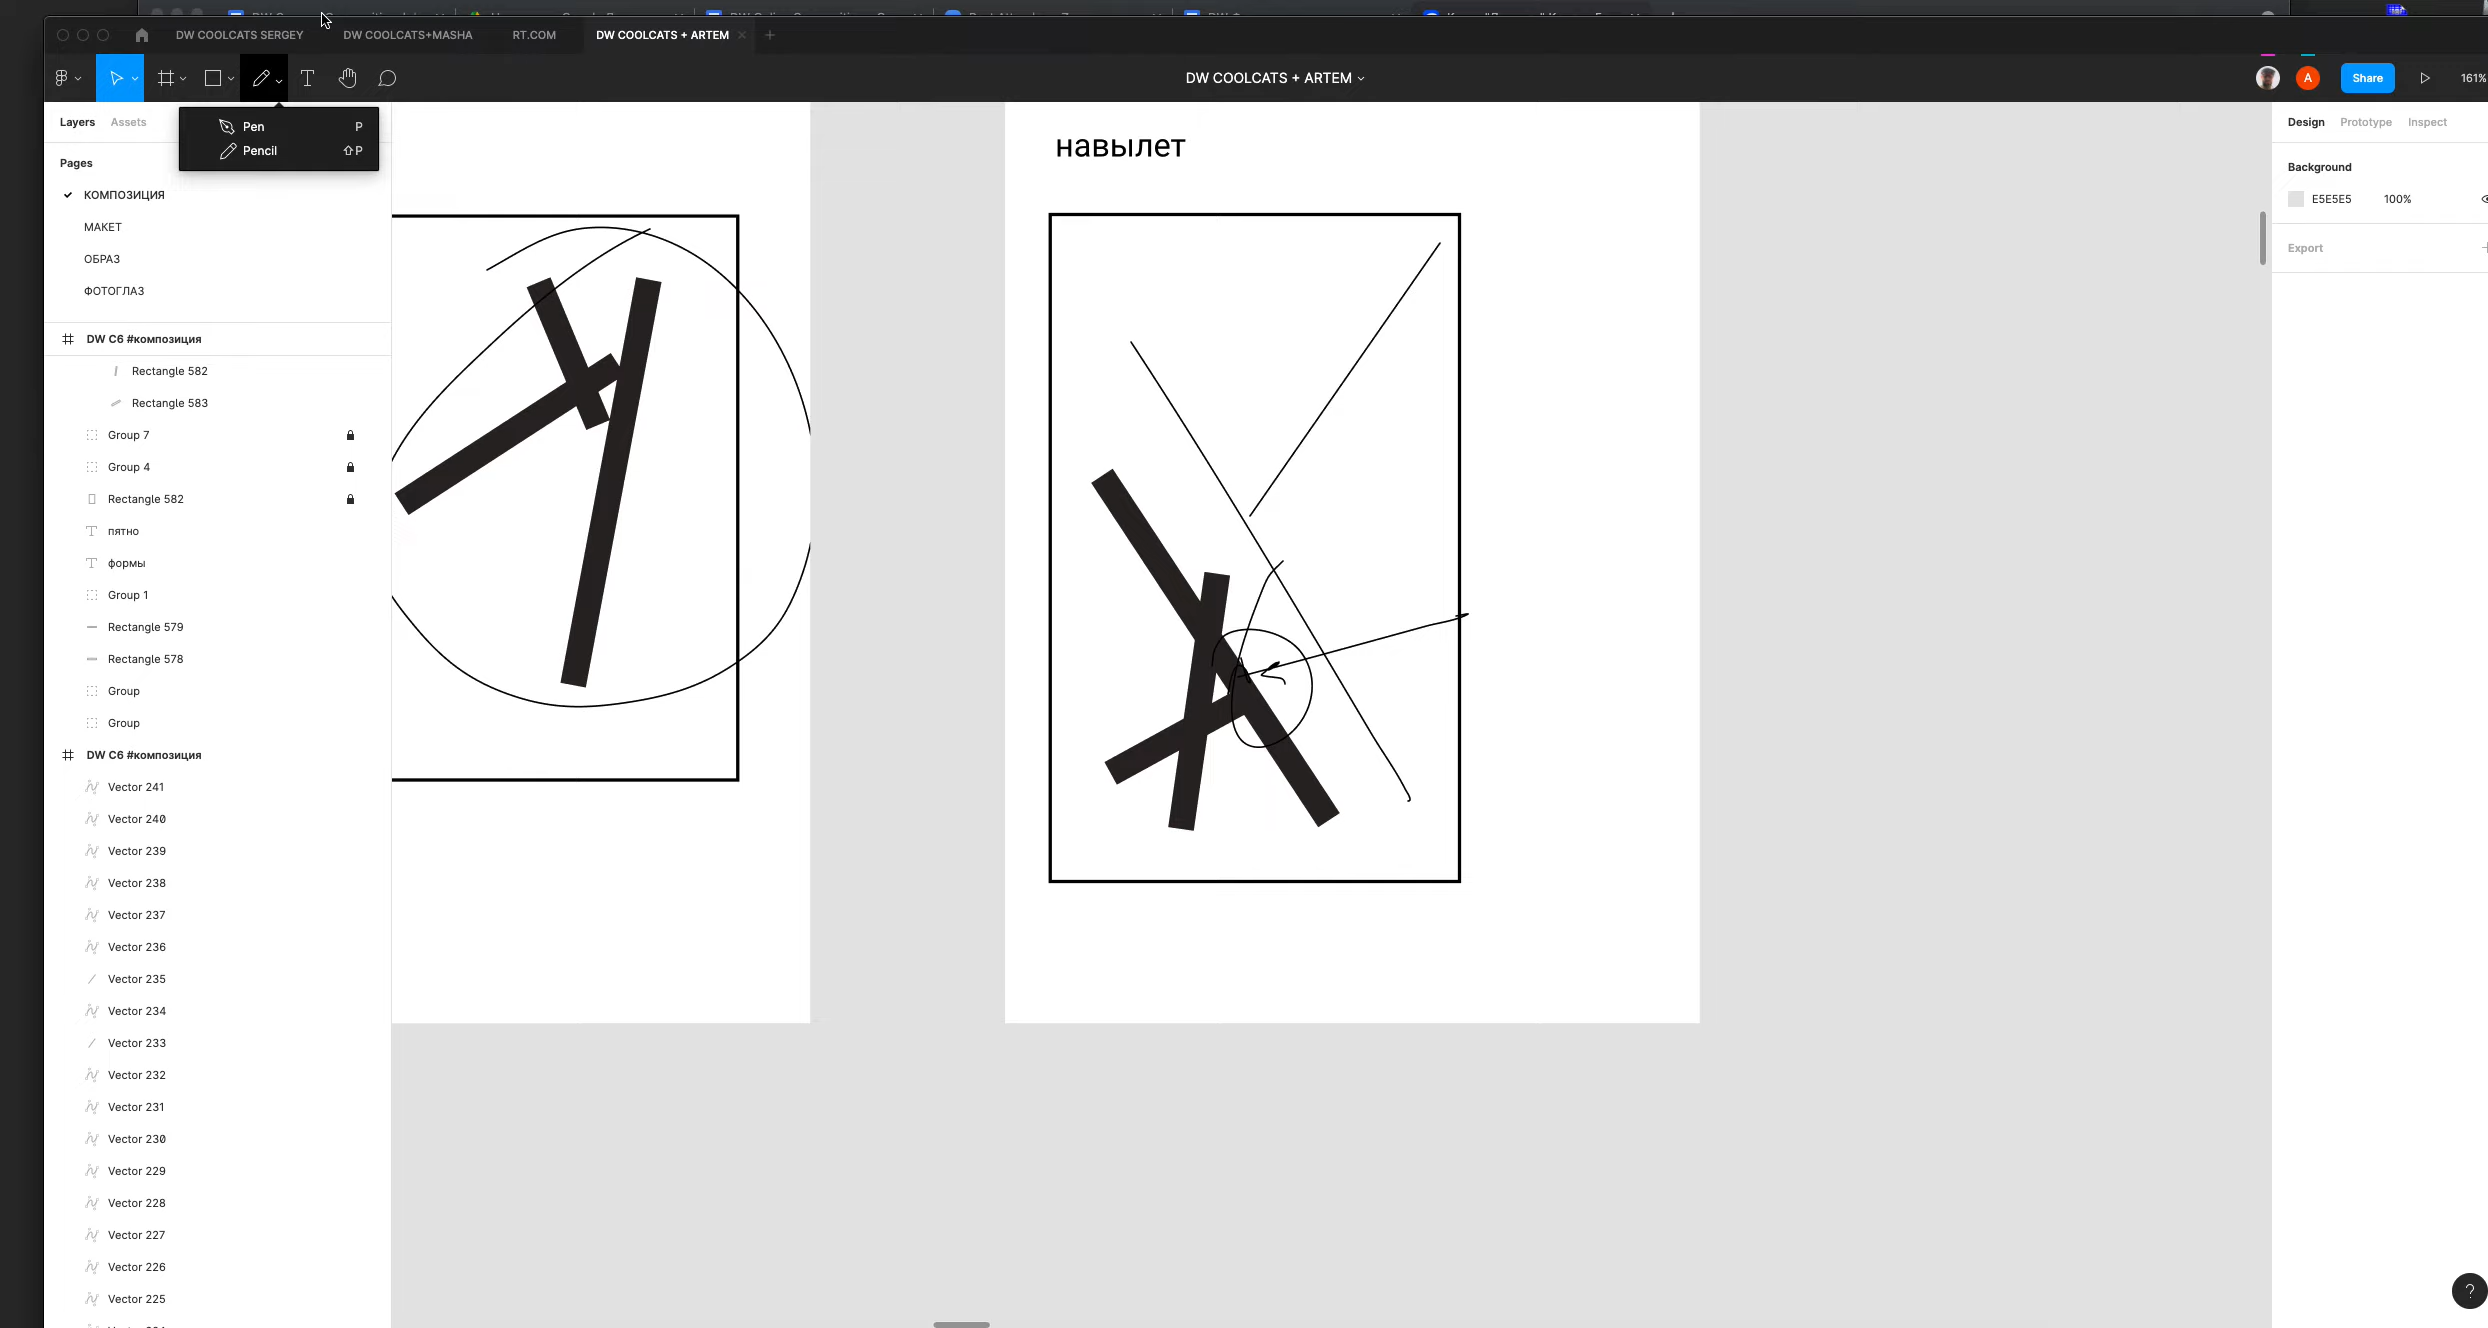 DW COOLCATS SERGEY
DW COOLCATS+MASHA
RT.COM
DW COOLCATS + ARTEM
DW COOLCATS + ARTEM
A
Share
161%
Layers
Assets
Pen P
Pencil ⇧P
Pages
КОМПОЗИЦИЯ
МАКЕТ
ОБРАЗ
ФОТОГЛАЗ
DW C6 #композиция
Rectangle 582
Rectangle 583
Group 7
Group 4
Rectangle 582
пятно
формы
Group 1
Rectangle 579
Rectangle 578
Group
Group
DW C6 #композиция
Vector 241
Vector 240
Vector 239
Vector 238
Vector 237
Vector 236
Vector 235
Vector 234
Vector 233
Vector 232
Vector 231
Vector 230
Vector 229
Vector 228
Vector 227
Vector 226
Vector 225
навылет
Design
Prototype
Inspect
Background
E5E5E5 100%
Export
?